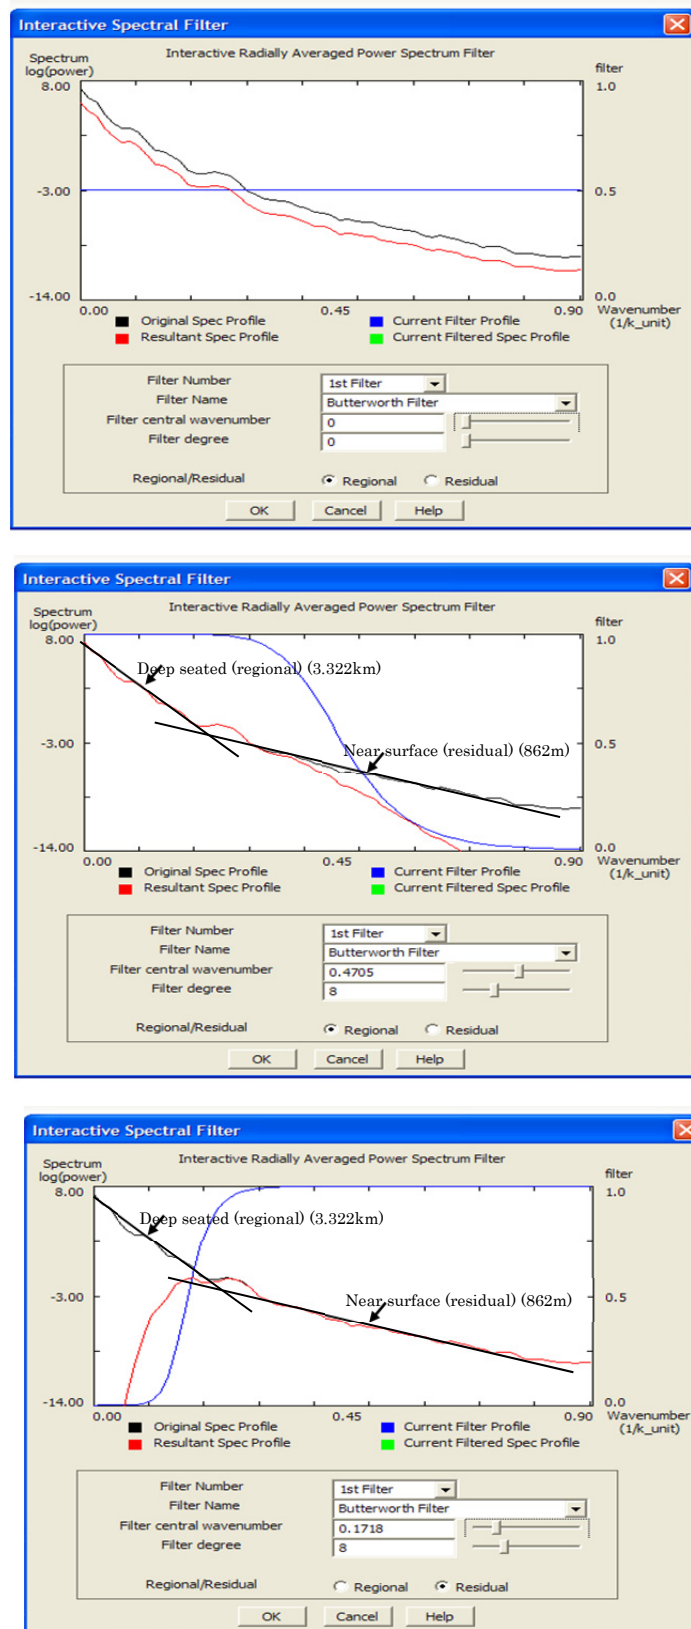 Interactive Spectral Filter
Interactive Radially Averaged Power Spectrum Filter
Spectrum
log(power)
filter
8.00
1.0
-3.00
0.5
-14.00
0.0
0.00
0.45
0.90
Wavenumber
(1/k_unit)
Original Spec Profile
Current Filter Profile
Resultant Spec Profile
Current Filtered Spec Profile
Filter Number
1st Filter
Filter Name
Butterworth Filter
Filter central wavenumber
0
Filter degree
0
Regional/Residual
Regional
Residual
OK
Cancel
Help
Interactive Spectral Filter
Interactive Radially Averaged Power Spectrum Filter
Spectrum
log(power)
filter
8.00
1.0
Deep seated (regional) (3.322km)
-3.00
Near surface (residual) (862m)
0.5
-14.00
0.0
0.00
0.45
0.90
Wavenumber
(1/k_unit)
Original Spec Profile
Current Filter Profile
Resultant Spec Profile
Current Filtered Spec Profile
Filter Number
1st Filter
Filter Name
Butterworth Filter
Filter central wavenumber
0.4705
Filter degree
8
Regional/Residual
Regional
Residual
OK
Cancel
Help
Interactive Spectral Filter
Interactive Radially Averaged Power Spectrum Filter
Spectrum
log(power)
filter
8.00
1.0
Deep seated (regional) (3.322km)
-3.00
Near surface (residual) (862m)
0.5
-14.00
0.0
0.00
0.45
0.90
Wavenumber
(1/k_unit)
Original Spec Profile
Current Filter Profile
Resultant Spec Profile
Current Filtered Spec Profile
Filter Number
1st Filter
Filter Name
Butterworth Filter
Filter central wavenumber
0.1718
Filter degree
8
Regional/Residual
Regional
Residual
OK
Cancel
Help